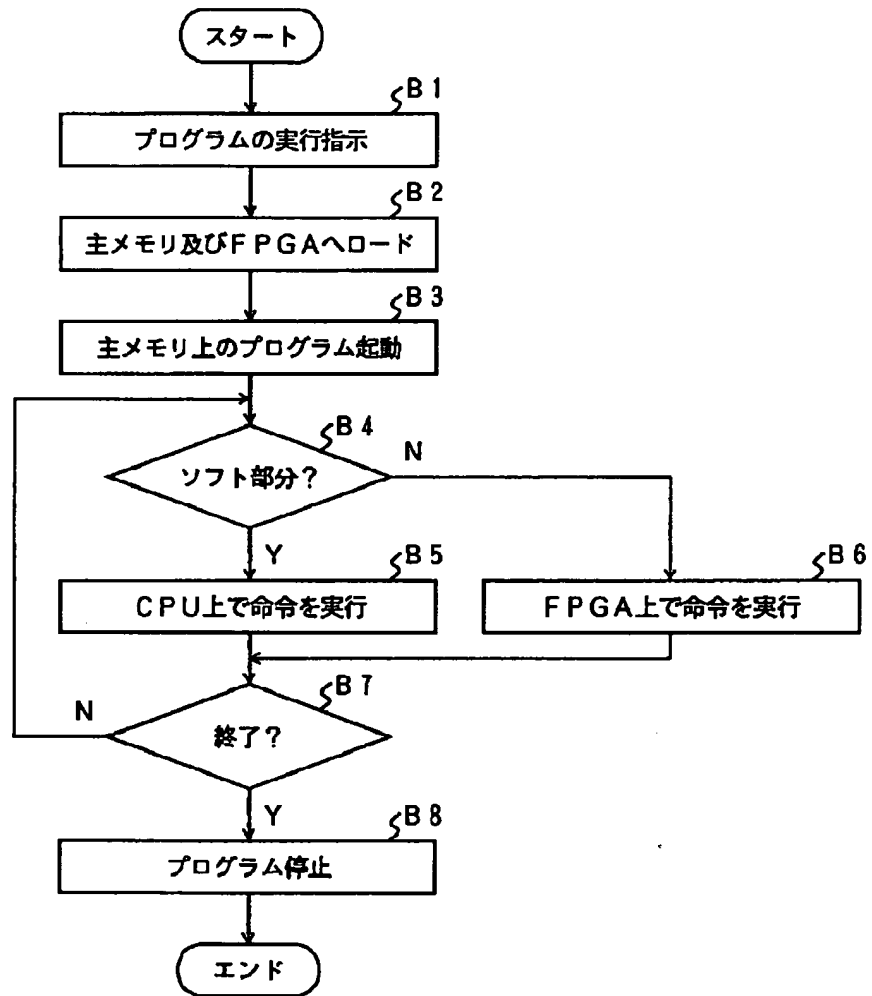 スタート
B1
プログラムの実行指示
B2
主メモリ及びFPGAへロード
B3
主メモリ上のプログラム起動
B4
ソフト部分?
N
Y
B5
CPU上で命令を実行
B6
FPGA上で命令を実行
B7
終了?
N
Y
B8
プログラム停止
エンド